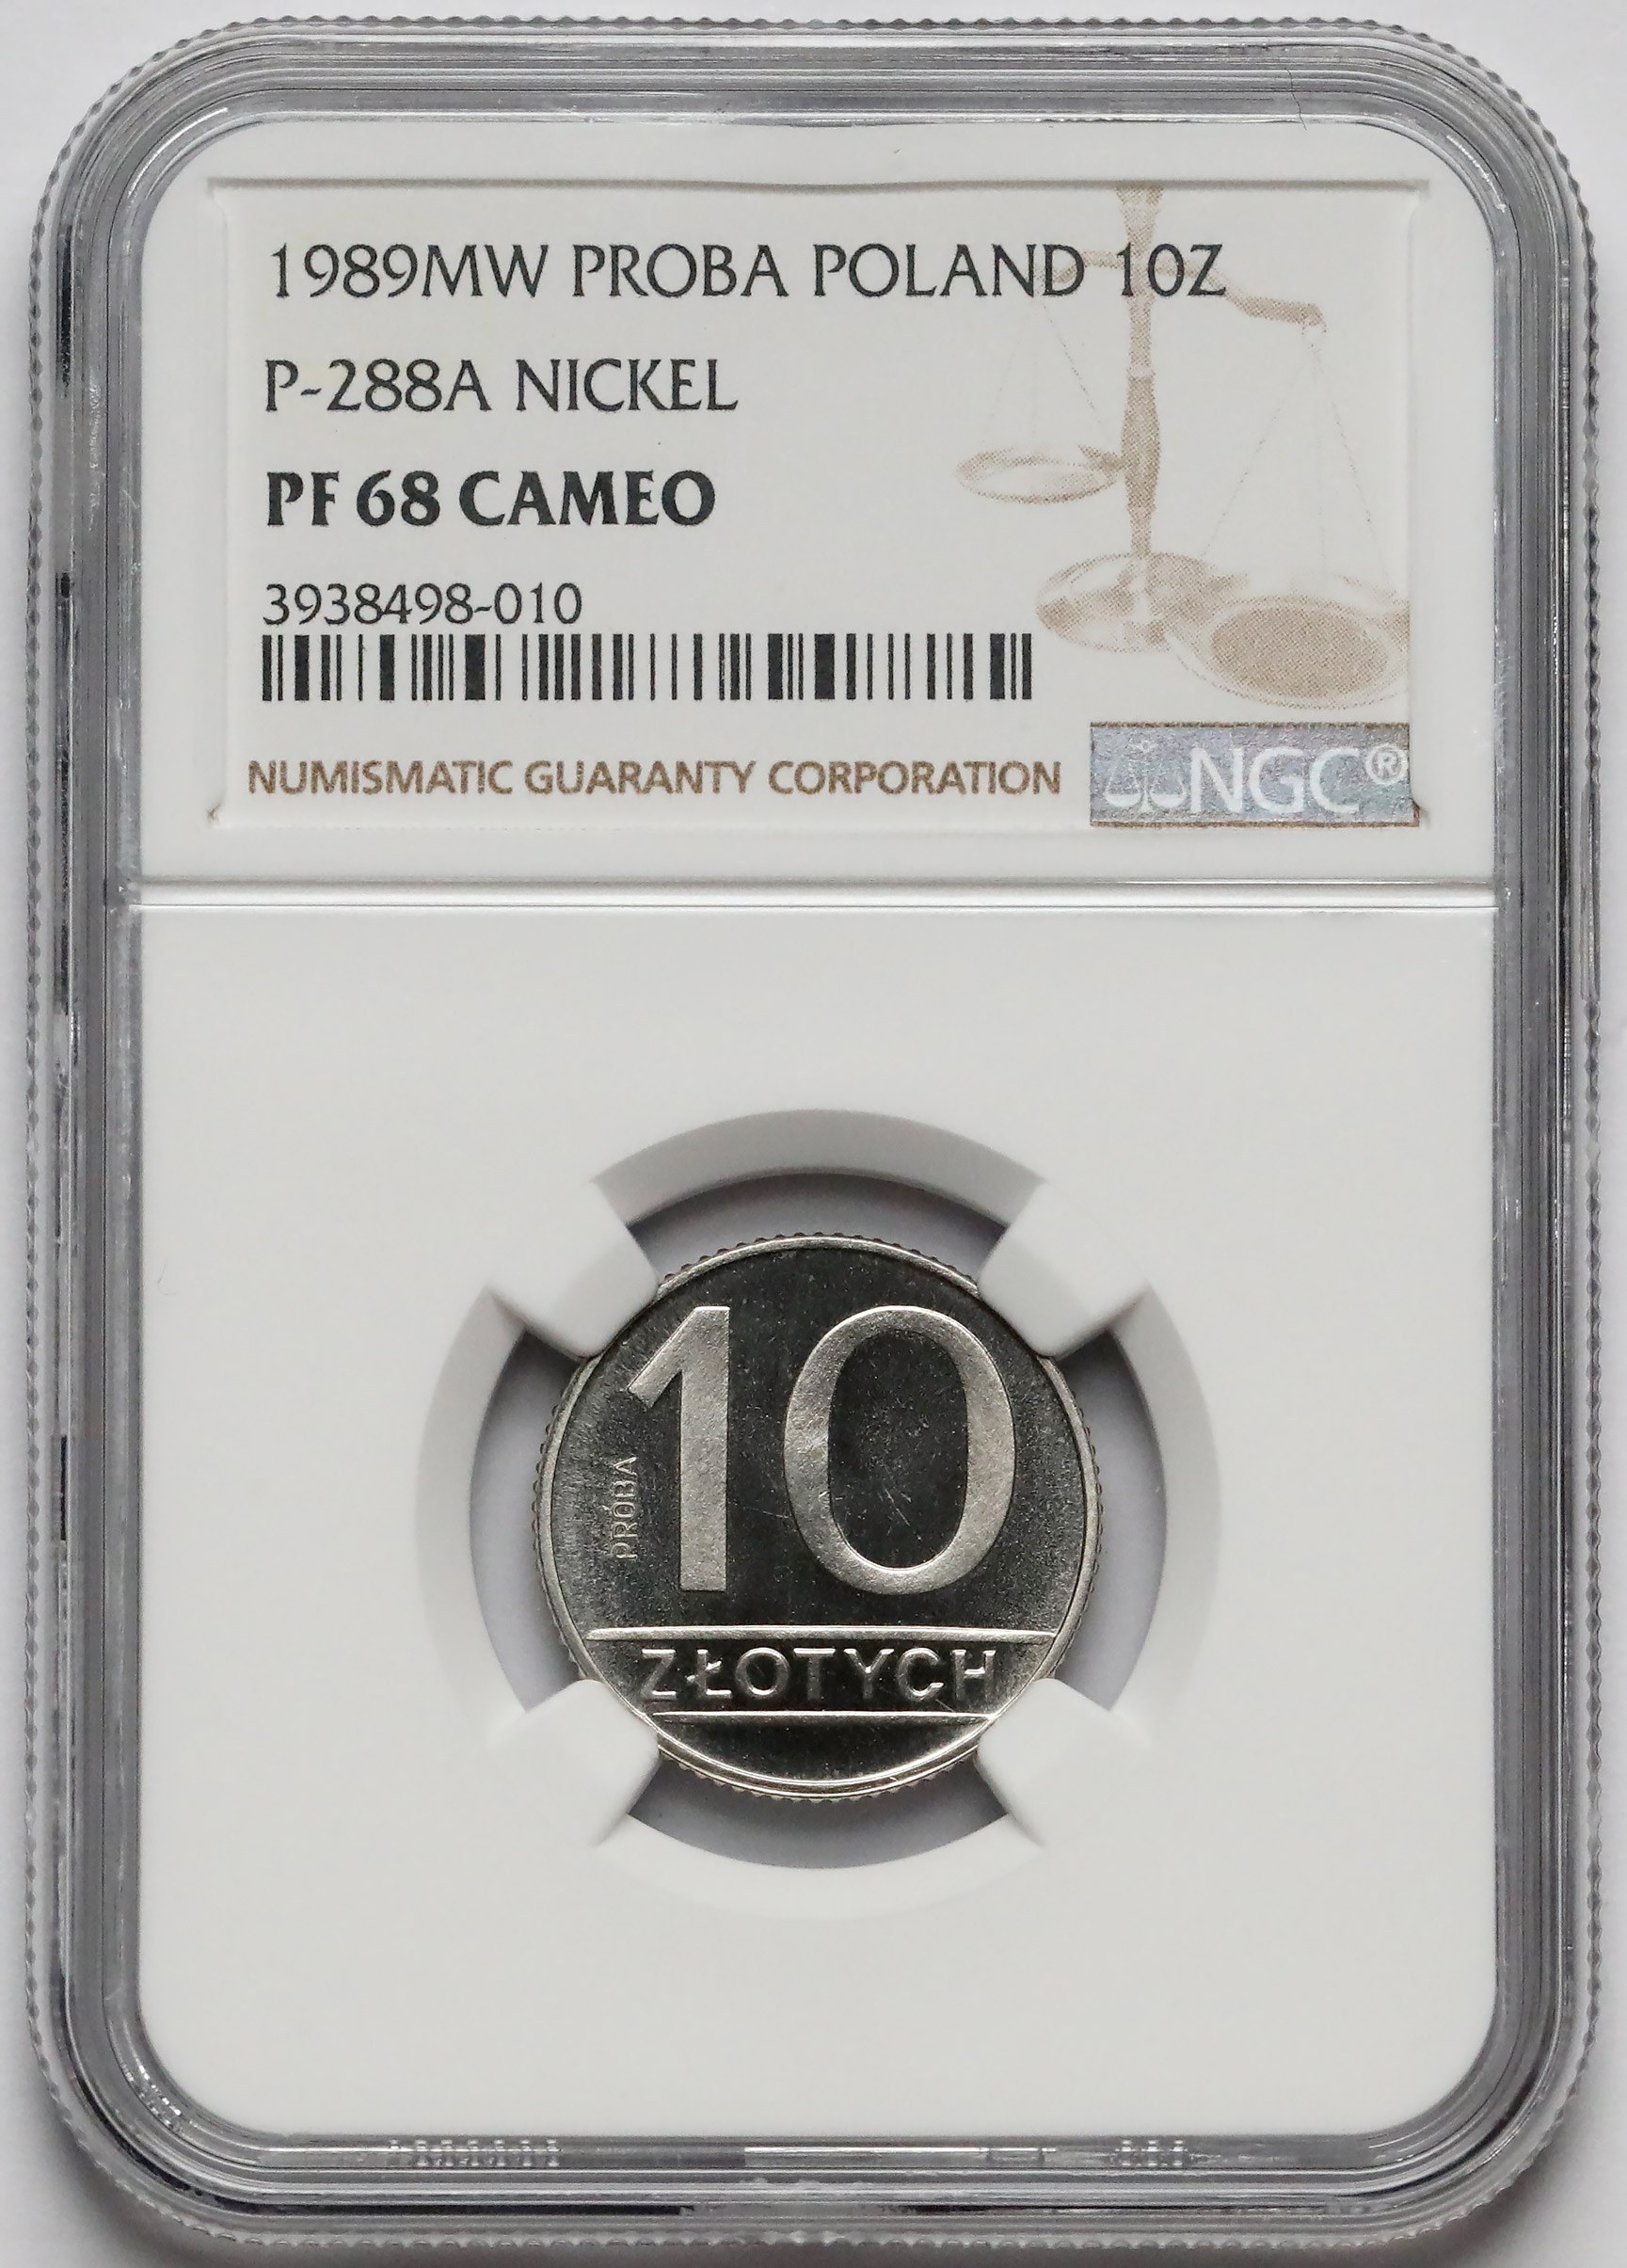 1989MW PROBA POLAND 10Z
P-288A NICKEL
PF 68 CAMEO
3938498-010
NUMISMATIC GUARANTY CORPORATION
NGC®
10
PRÓBA
ZŁOTYCH